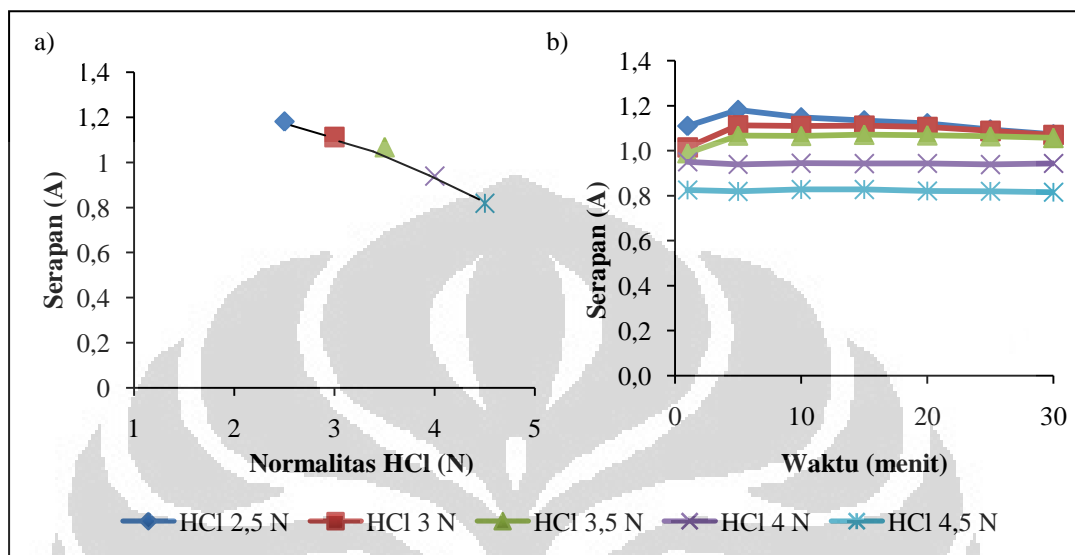 a)
1,4
1,2
1
0,8
0,6
0,4
0,2
0
Serapan (A)
1 2 3 4 5
Normalitas HCl (N)
b)
1,4
1,2
1,0
0,8
0,6
0,4
0,2
0,0
Serapan (A)
0 10 20 30
Waktu (menit)
HCl 2,5 N HCl 3 N HCl 3,5 N HCl 4 N HCl 4,5 N